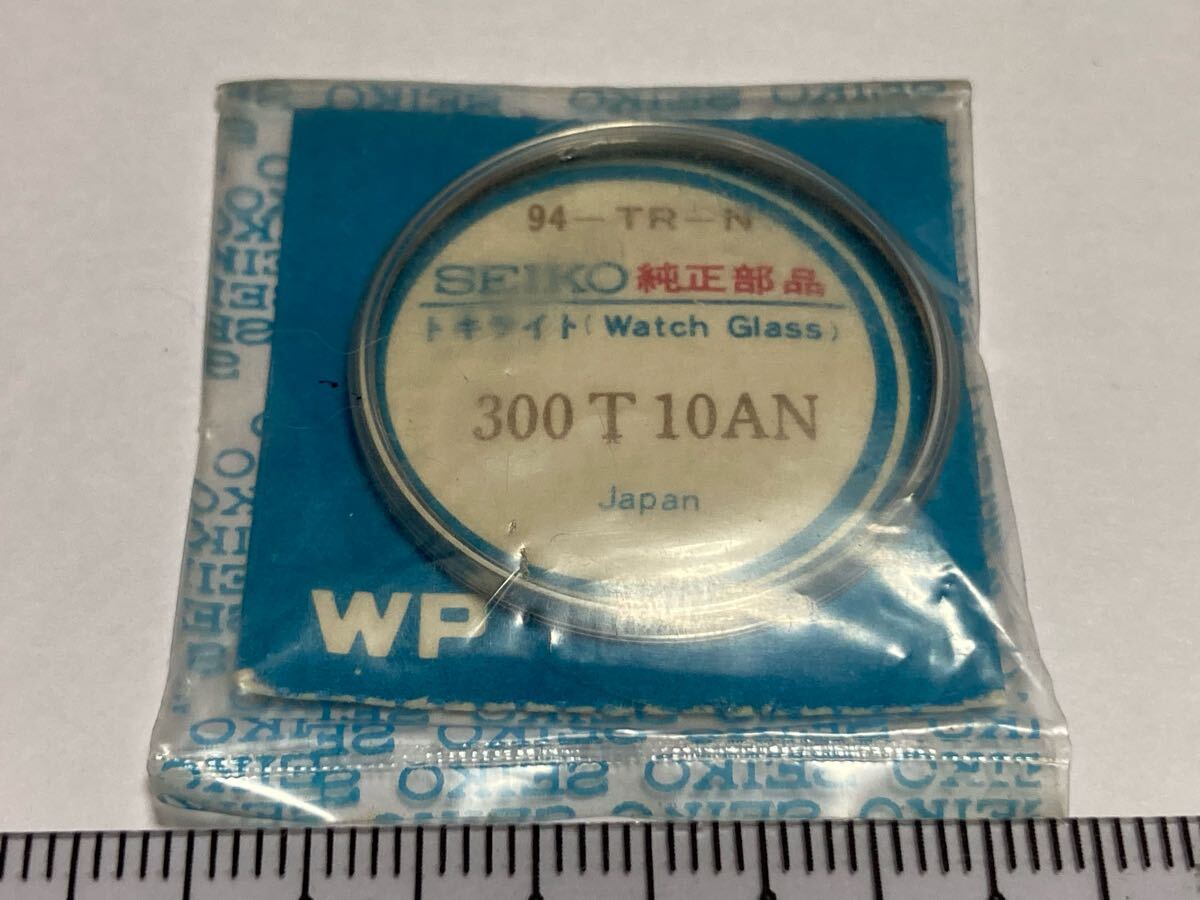 94-TR-N
SEIKO 純正部品
トキライト(Watch Glass)
300T10AN
Japan
WP